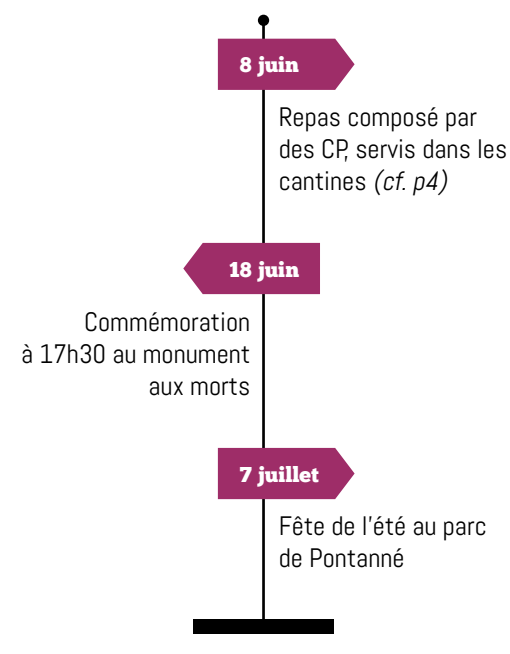 8 juin
Repas composé par
des CP, servis dans les
cantines (cf. p4)
18 juin
Commémoration
à 17h30 au monument
aux morts
7 juillet
Fête de l'été au parc
de Pontanné